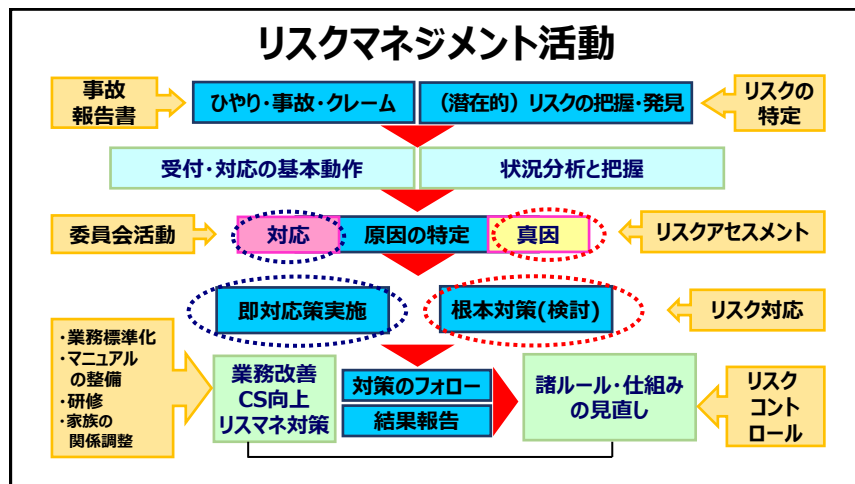 リスクマネジメント活動
事故
報告書
ひやり・事故・クレーム
(潜在的) リスクの把握・発見
リスクの
特定
受付・対応の基本動作
状況分析と把握
委員会活動
対応
原因の特定
真因
リスクアセスメント
即対応策実施
根本対策(検討)
リスク対応
・業務標準化
・マニュアル
の整備
・研修
・家族の
関係調整
業務改善
CS向上
リスマネ対策
対策のフォロー
結果報告
諸ルール・仕組み
の見直し
リスク
コント
ロール